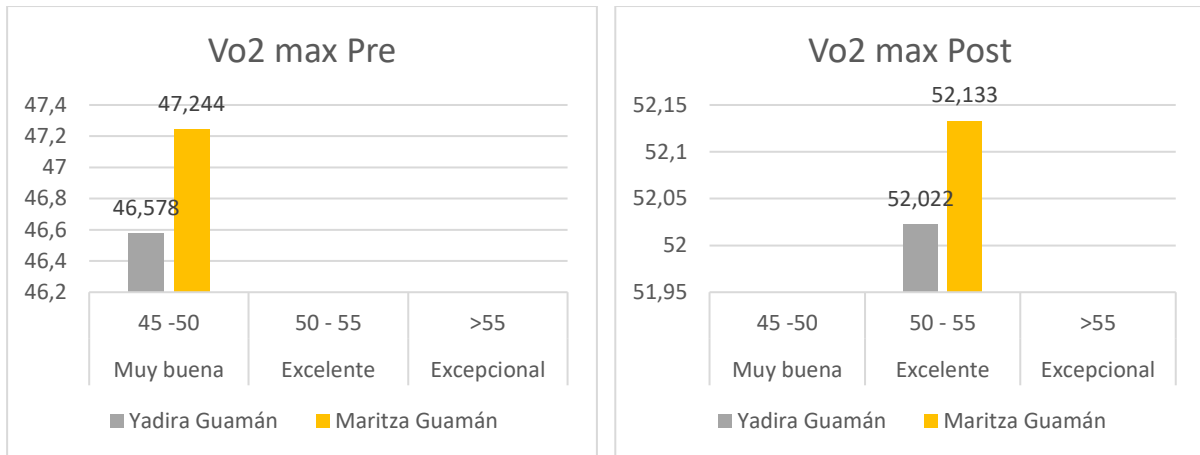 Vo2 max Pre
47,4
47,2
47
46,8
46,6
46,4
46,2
47,244
46,578
45 -50 50 - 55 >55
Muy buena Excelente Excepcional
Yadira Guamán Maritza Guamán
Vo2 max Post
52,15
52,1
52,05
52
51,95
52,133
52,022
45 -50 50 - 55 >55
Muy buena Excelente Excepcional
Yadira Guamán Maritza Guamán